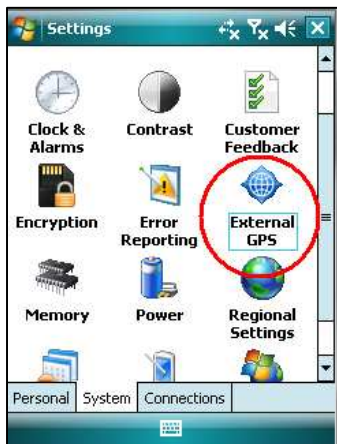 Settings
Clock &
Alarms
Contrast
Customer
Feedback
Encryption
Error
Reporting
External
GPS
Memory
Power
Regional
Settings
Personal System Connections